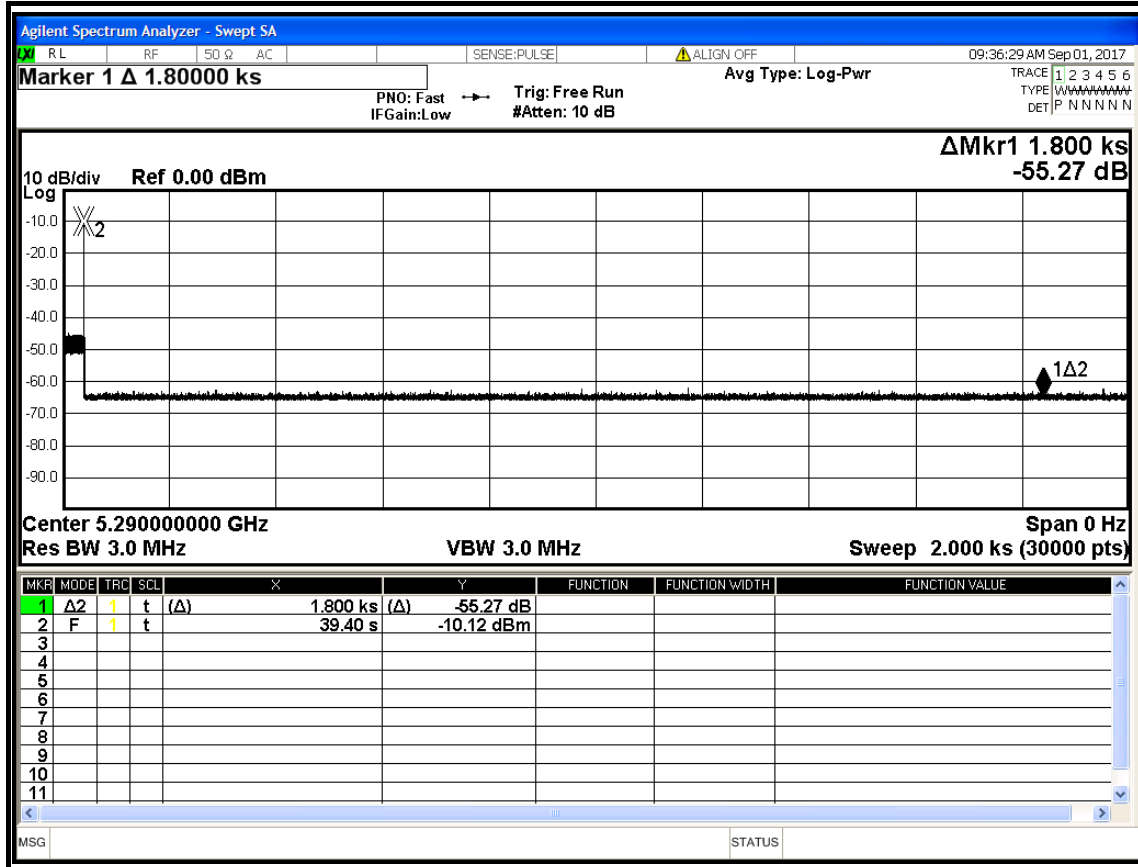 Agilent Spectrum Analyzer - Swept SA
LXI RL RF 50 Ω AC SENSE:PULSE ALIGN OFF 09:36:29 AM Sep 01, 2017
Marker 1 Δ 1.80000 ks
PNO: Fast
IFGain:Low
Trig: Free Run
#Atten: 10 dB
Avg Type: Log-Pwr
TRACE 1 2 3 4 5 6
TYPE W
DET P N N N N N
ΔMkr1 1.800 ks
-55.27 dB
10 dB/div Ref 0.00 dBm
Log
-10.0
2
-20.0
-30.0
-40.0
-50.0
1Δ2
-60.0
-70.0
-80.0
-90.0
Center 5.290000000 GHz Span 0 Hz
Res BW 3.0 MHz VBW 3.0 MHz Sweep 2.000 ks (30000 pts)
MKR MODE TRC SCL X Y FUNCTION FUNCTION WIDTH FUNCTION VALUE
1 Δ2 1 t (Δ) 1.800 ks (Δ) -55.27 dB
2 F 1 t 39.40 s -10.12 dBm
3
4
5
6
7
8
9
10
11
MSG STATUS